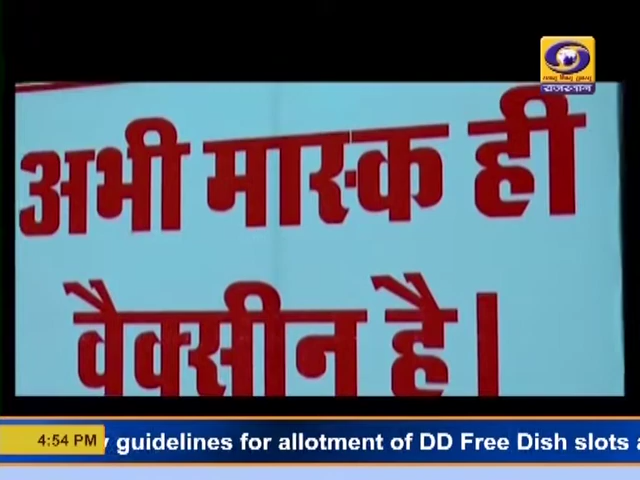 राजस्थान
अभी मास्क ही
वैक्सीन है।
4:54 PM
guidelines for allotment of DD Free Dish slots